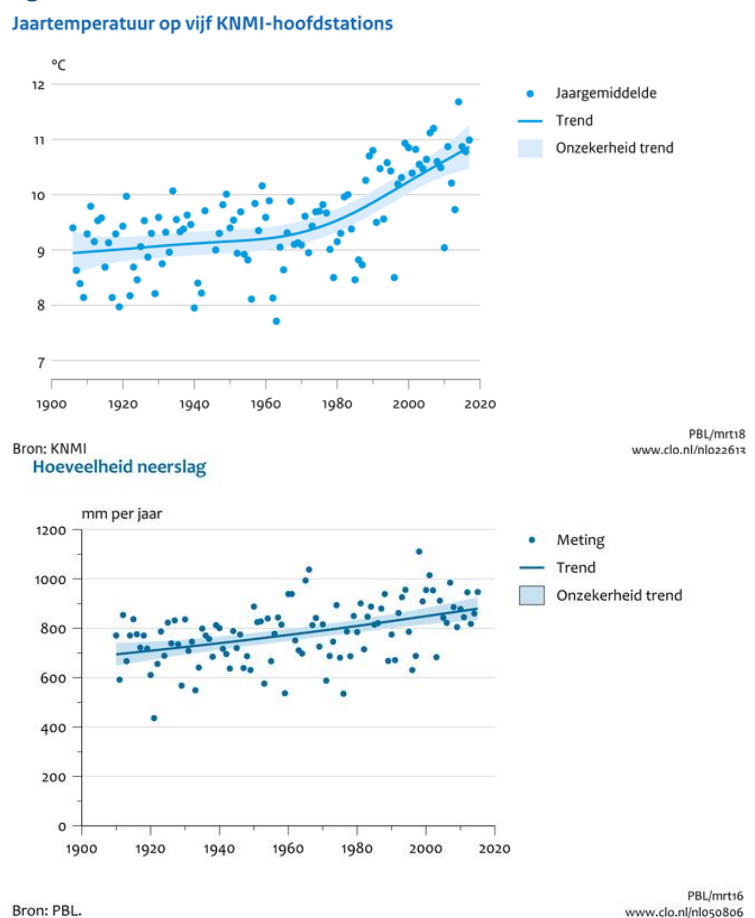 Jaartemperatuur op vijf KNMI-hoofdstations
°C
12
11
10
9
8
7
1900 1920 1940 1960 1980 2000 2020
Jaargemiddelde
Trend
Onzekerheid trend
PBL/mrt18
Bron: KNMI
www.clo.nl/nl022613
Hoeveelheid neerslag
mm per jaar
1200
1000
800
600
400
200
0
1900 1920 1940 1960 1980 2000 2020
Meting
Trend
Onzekerheid trend
PBL/mrt16
Bron: PBL.
www.clo.nl/nl050806